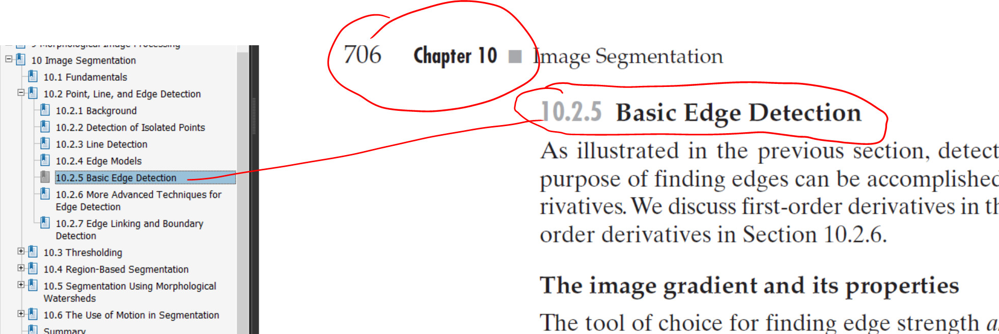 9 Morphological Image Processing
10 Image Segmentation
10.1 Fundamentals
10.2 Point, Line, and Edge Detection
10.2.1 Background
10.2.2 Detection of Isolated Points
10.2.3 Line Detection
10.2.4 Edge Models
10.2.5 Basic Edge Detection
10.2.6 More Advanced Techniques for
Edge Detection
10.2.7 Edge Linking and Boundary
Detection
10.3 Thresholding
10.4 Region-Based Segmentation
10.5 Segmentation Using Morphological
Watersheds
10.6 The Use of Motion in Segmentation
Summary
706 Chapter 10 ■ Image Segmentation
10.2.5 Basic Edge Detection
As illustrated in the previous section, detect
purpose of finding edges can be accomplished
rivatives. We discuss first-order derivatives in th
order derivatives in Section 10.2.6.
The image gradient and its properties
The tool of choice for finding edge strength